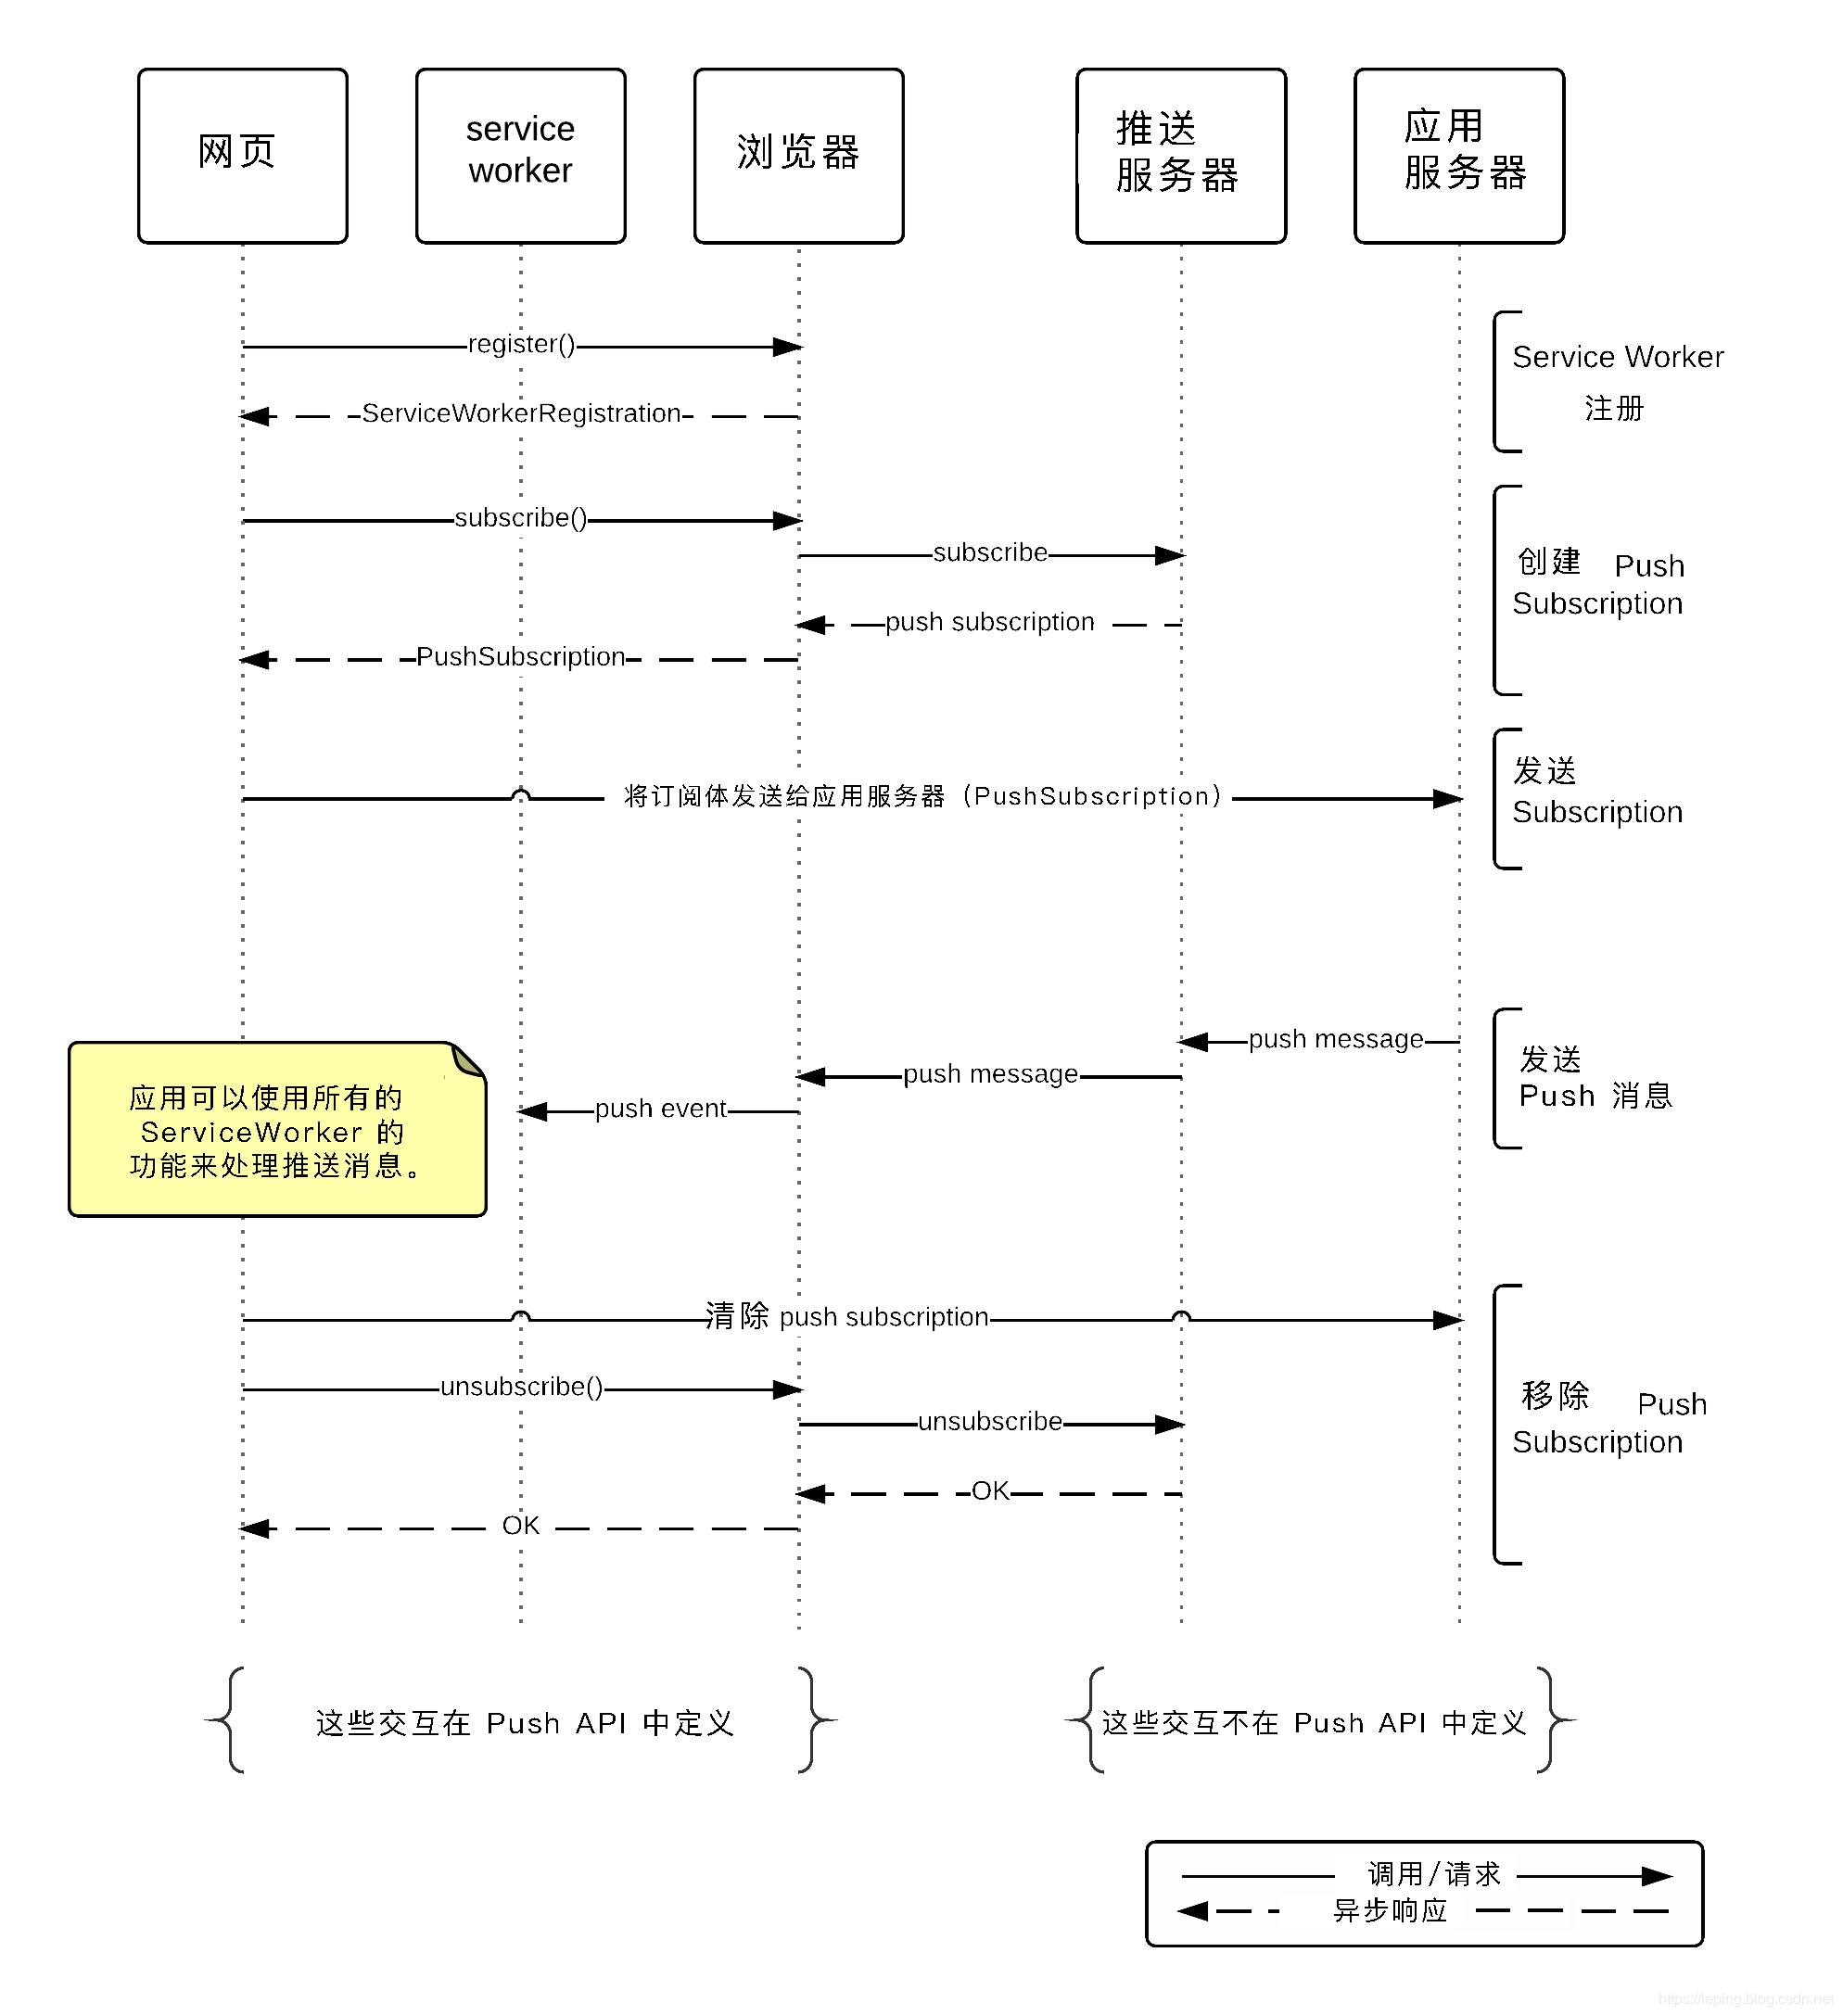 网页
service
worker
浏览器
推送
服务器
应用
服务器
register()
Service Worker
注册
ServiceWorkerRegistration
subscribe()
subscribe
创建 Push
Subscription
push subscription
PushSubscription
发送
Subscription
将订阅体发送给应用服务器（PushSubscription）
push message
发送
Push 消息
push message
push event
应用可以使用所有的
ServiceWorker 的
功能来处理推送消息。
清除 push subscription
unsubscribe()
移除 Push
Subscription
unsubscribe
OK
OK
这些交互在 Push API 中定义
这些交互不在 Push API 中定义
调用/请求
异步响应
https://leping.blog.csdn.net